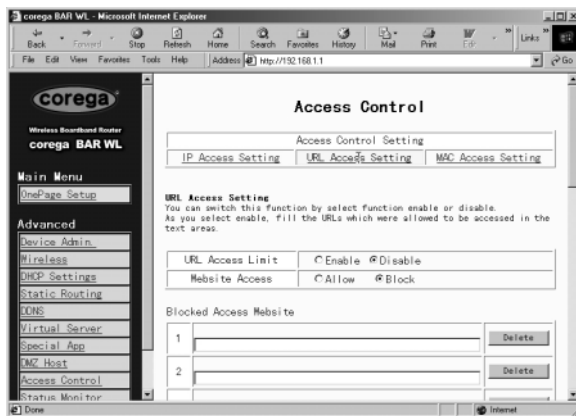 corega BAR WL - Microsoft Internet Explorer
Back Forward Stop Refresh Home Search Favorites History Mail Print Edit Links
File Edit View Favorites Tools Help Address http://192.168.1.1 Go
corega
Wireless Boardband Router
corega BAR WL
Main Menu
OnePage Setup
Advanced
Device Admin.
Wireless
DHCP Settings
Static Routing
DDNS
Virtual Server
Special App
DMZ Host
Access Control
Status Monitor
Access Control
Access Control Setting
IP Access Setting URL Access Setting MAC Access Setting
URL Access Setting
You can switch this function by select function enable or disable.
As you select enable, fill the URLs which were allowed to be accessed in the
text areas.
URL Access Limit Enable Disable
Website Access Allow Block
Blocked Access Website
1 Delete
2 Delete
Done Internet